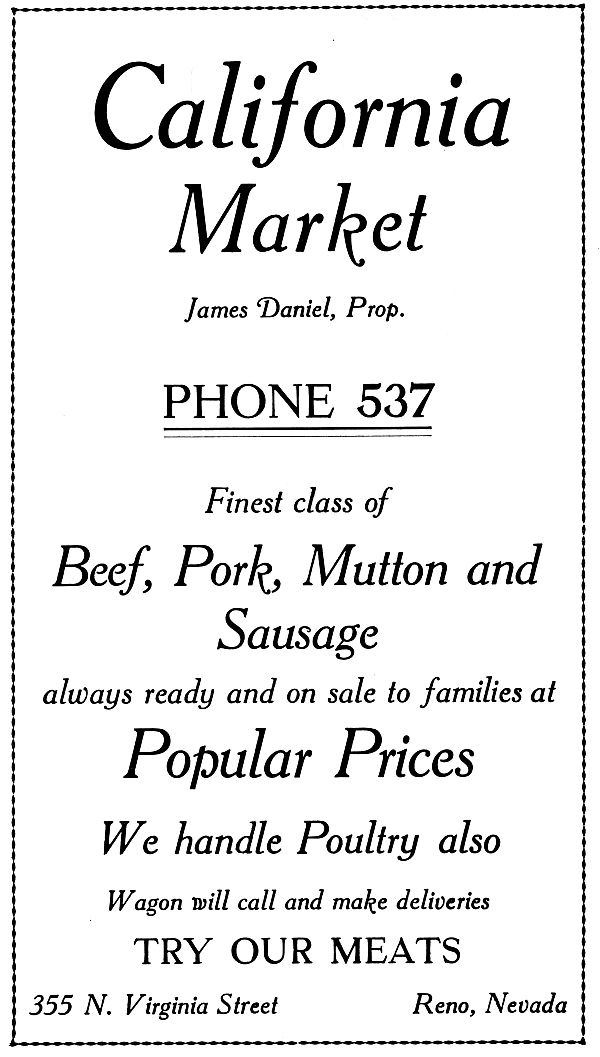 California
Market
James Daniel, Prop.
PHONE 537
Finest class of
Beef, Pork, Mutton and
Sausage
always ready and on sale to families at
Popular Prices
We handle Poultry also
Wagon will call and make deliveries
TRY OUR MEATS
355 N. Virginia Street Reno, Nevada